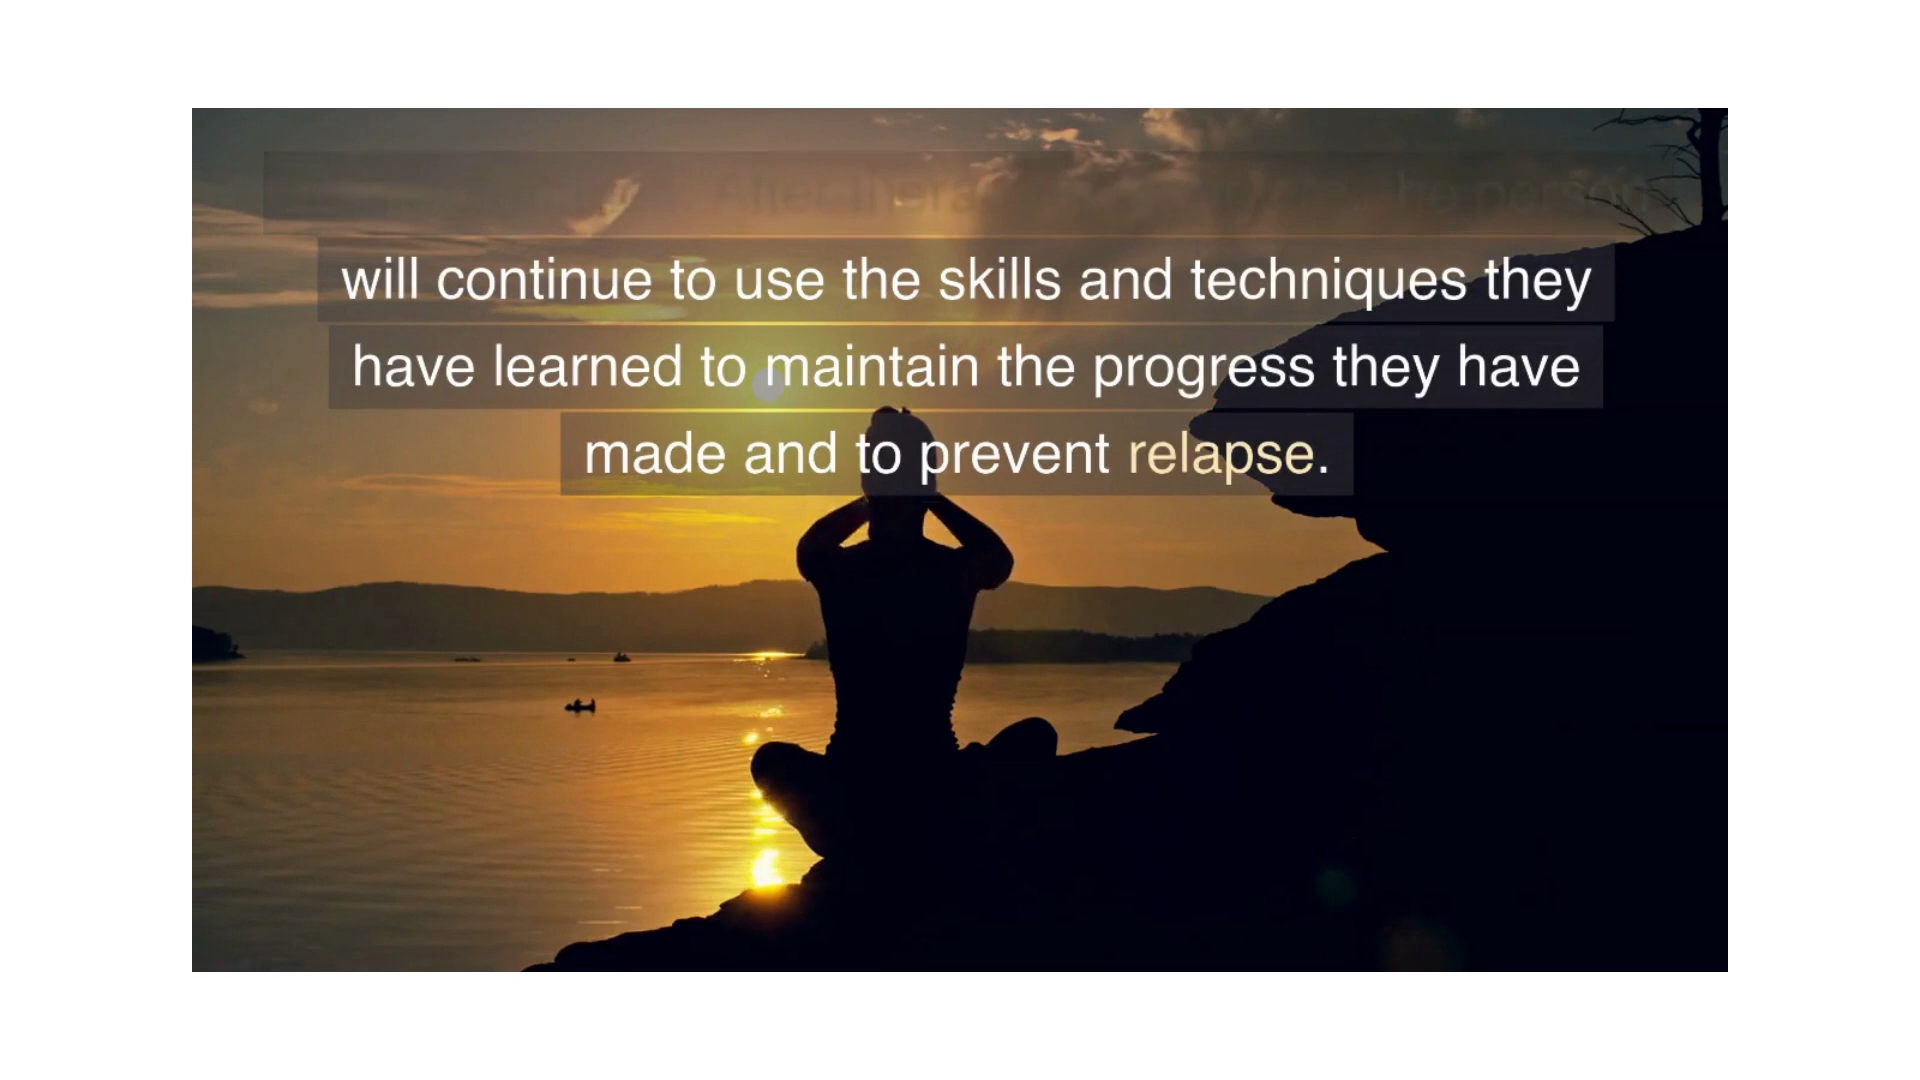 will continue to use the skills and techniques they
have learned to maintain the progress they have
made and to prevent relapse.